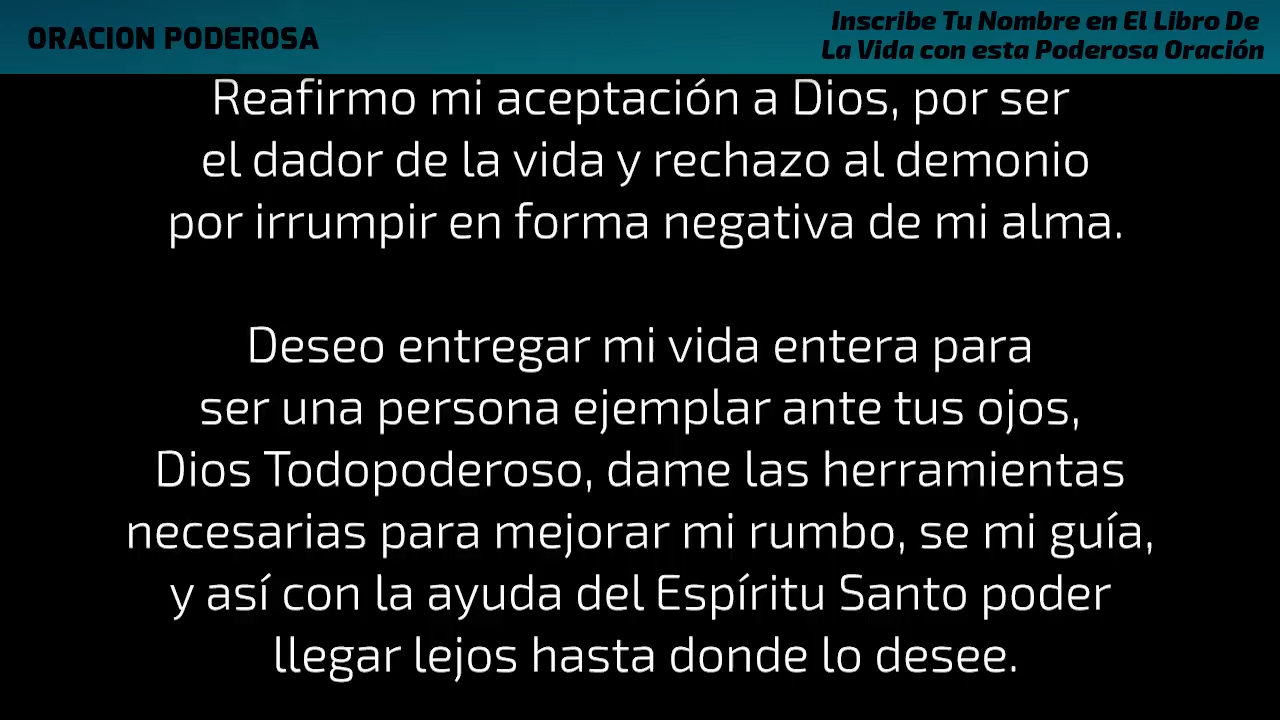 ORACION PODEROSA
Inscribe Tu Nombre en El Libro De
La Vida con esta Poderosa Oración
Reafirmo mi aceptación a Dios, por ser
el dador de la vida y rechazo al demonio
por irrumpir en forma negativa de mi alma.
Deseo entregar mi vida entera para
ser una persona ejemplar ante tus ojos,
Dios Todopoderoso, dame las herramientas
necesarias para mejorar mi rumbo, se mi guía,
y así con la ayuda del Espíritu Santo poder
llegar lejos hasta donde lo desee.